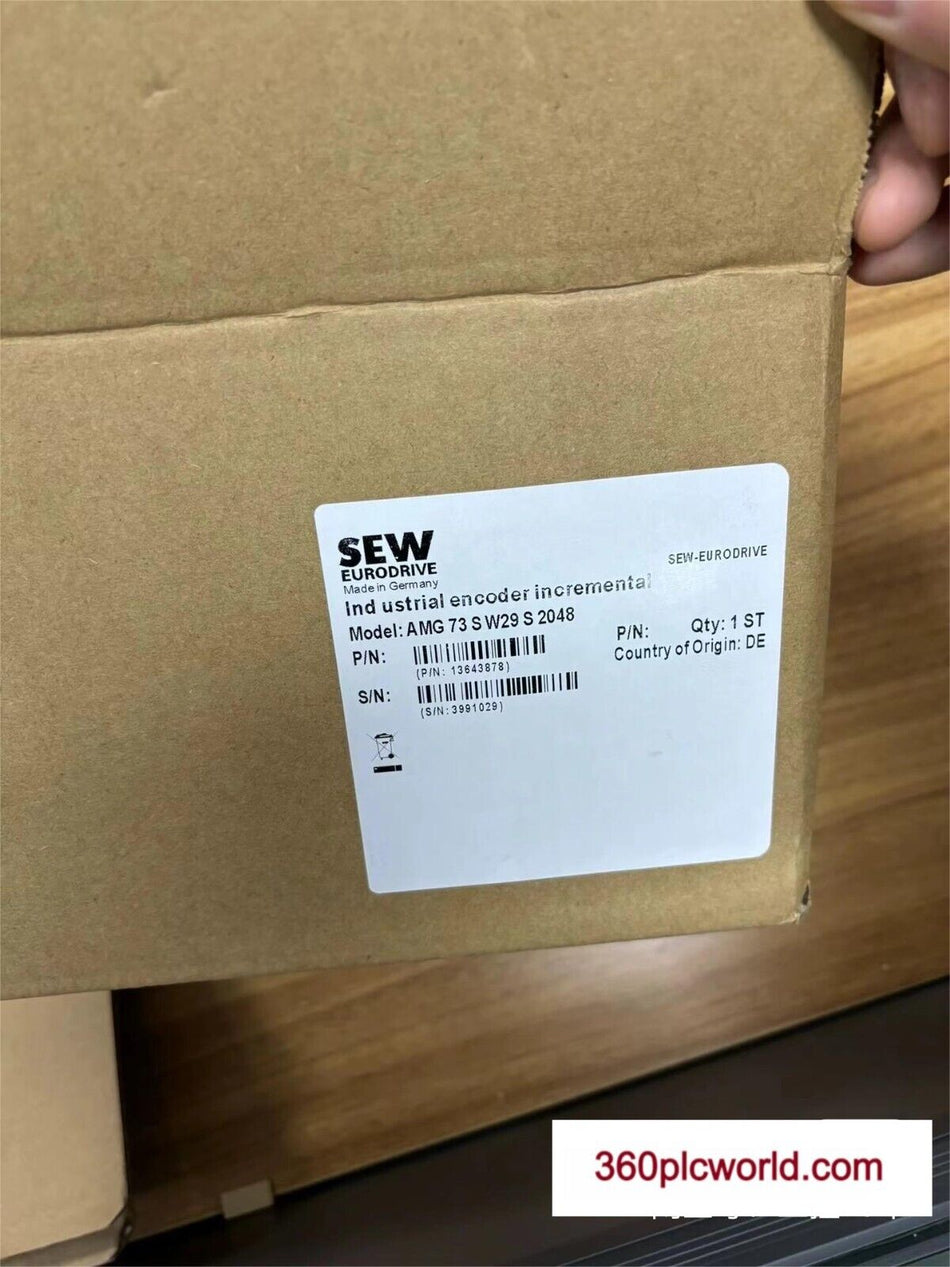 SEW
EURODRIVE
Made in Germany
SEW-EURODRIVE
Ind ustrial encoder incremental
Model: AMG 73 S W29 S 2048
P/N:
(P/N: 13643878)
P/N: Qty: 1 ST
Country of Origin: DE
S/N:
(S/N:3991029)
360plcworld.com